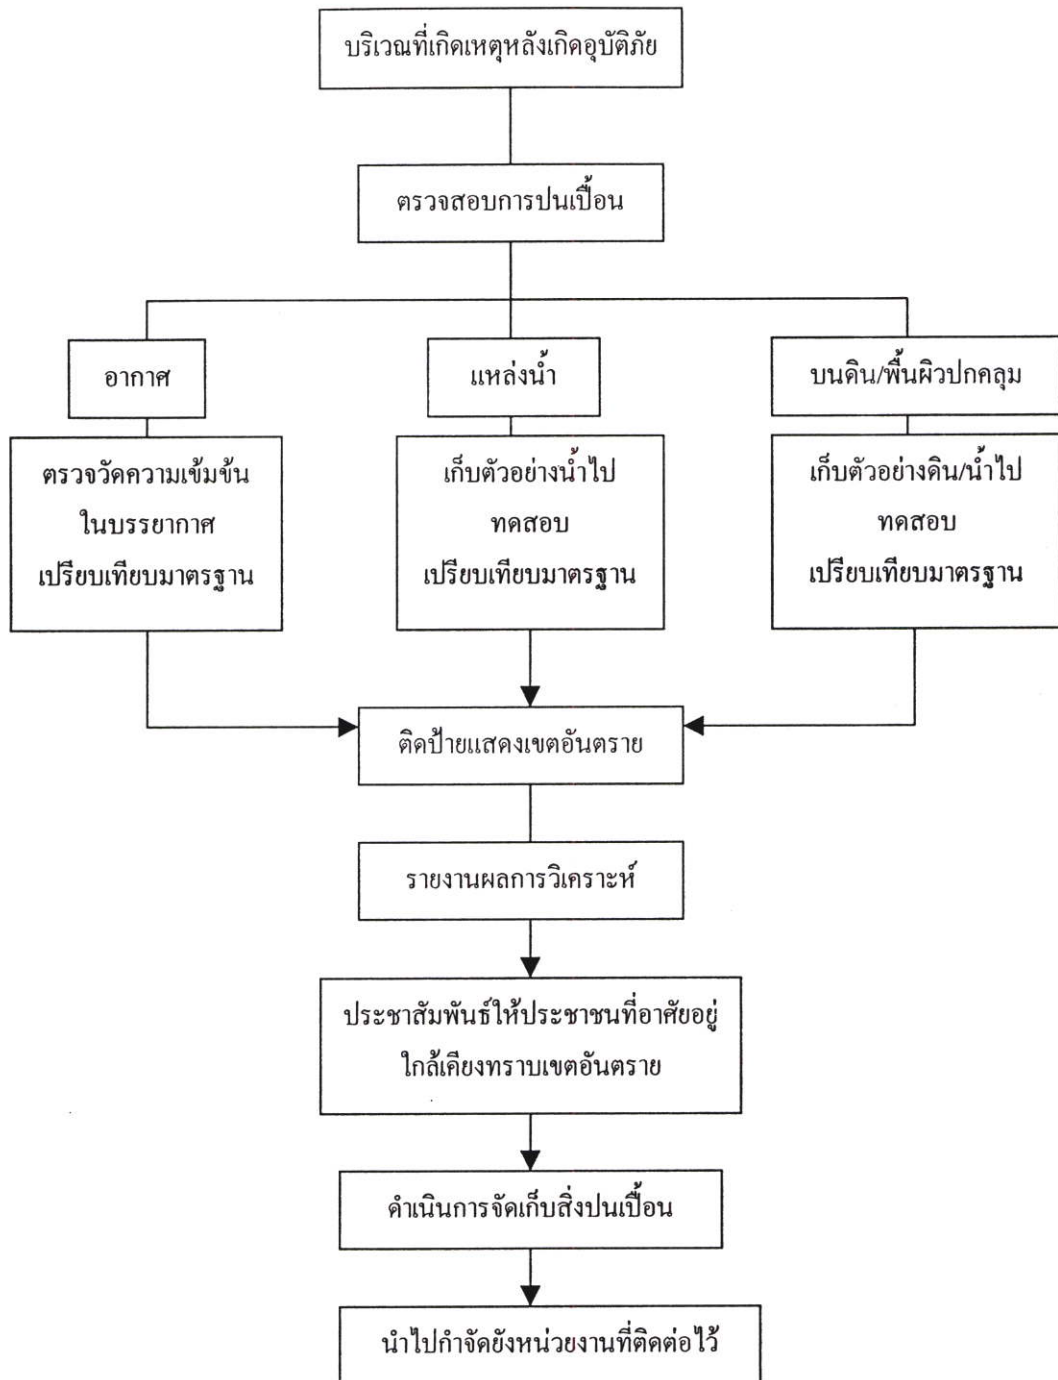 บริเวณที่เกิดเหตุหลังเกิดอุบัติภัย
ตรวจสอบการปนเปื้อน
อากาศ
แหล่งน้ำ
บนดิน/พื้นผิวปกคลุม
ตรวจวัดความเข้มข้น
ในบรรยากาศ
เปรียบเทียบมาตรฐาน
เก็บตัวอย่างน้ำไป
ทดสอบ
เปรียบเทียบมาตรฐาน
เก็บตัวอย่างดิน/น้ำไป
ทดสอบ
เปรียบเทียบมาตรฐาน
ติดป้ายแสดงเขตอันตราย
รายงานผลการวิเคราะห์
ประชาสัมพันธ์ให้ประชาชนที่อาศัยอยู่
ใกล้เคียงทราบเขตอันตราย
ดำเนินการจัดเก็บสิ่งปนเปื้อน
นำไปกำจัดยังหน่วยงานที่ติดต่อไว้